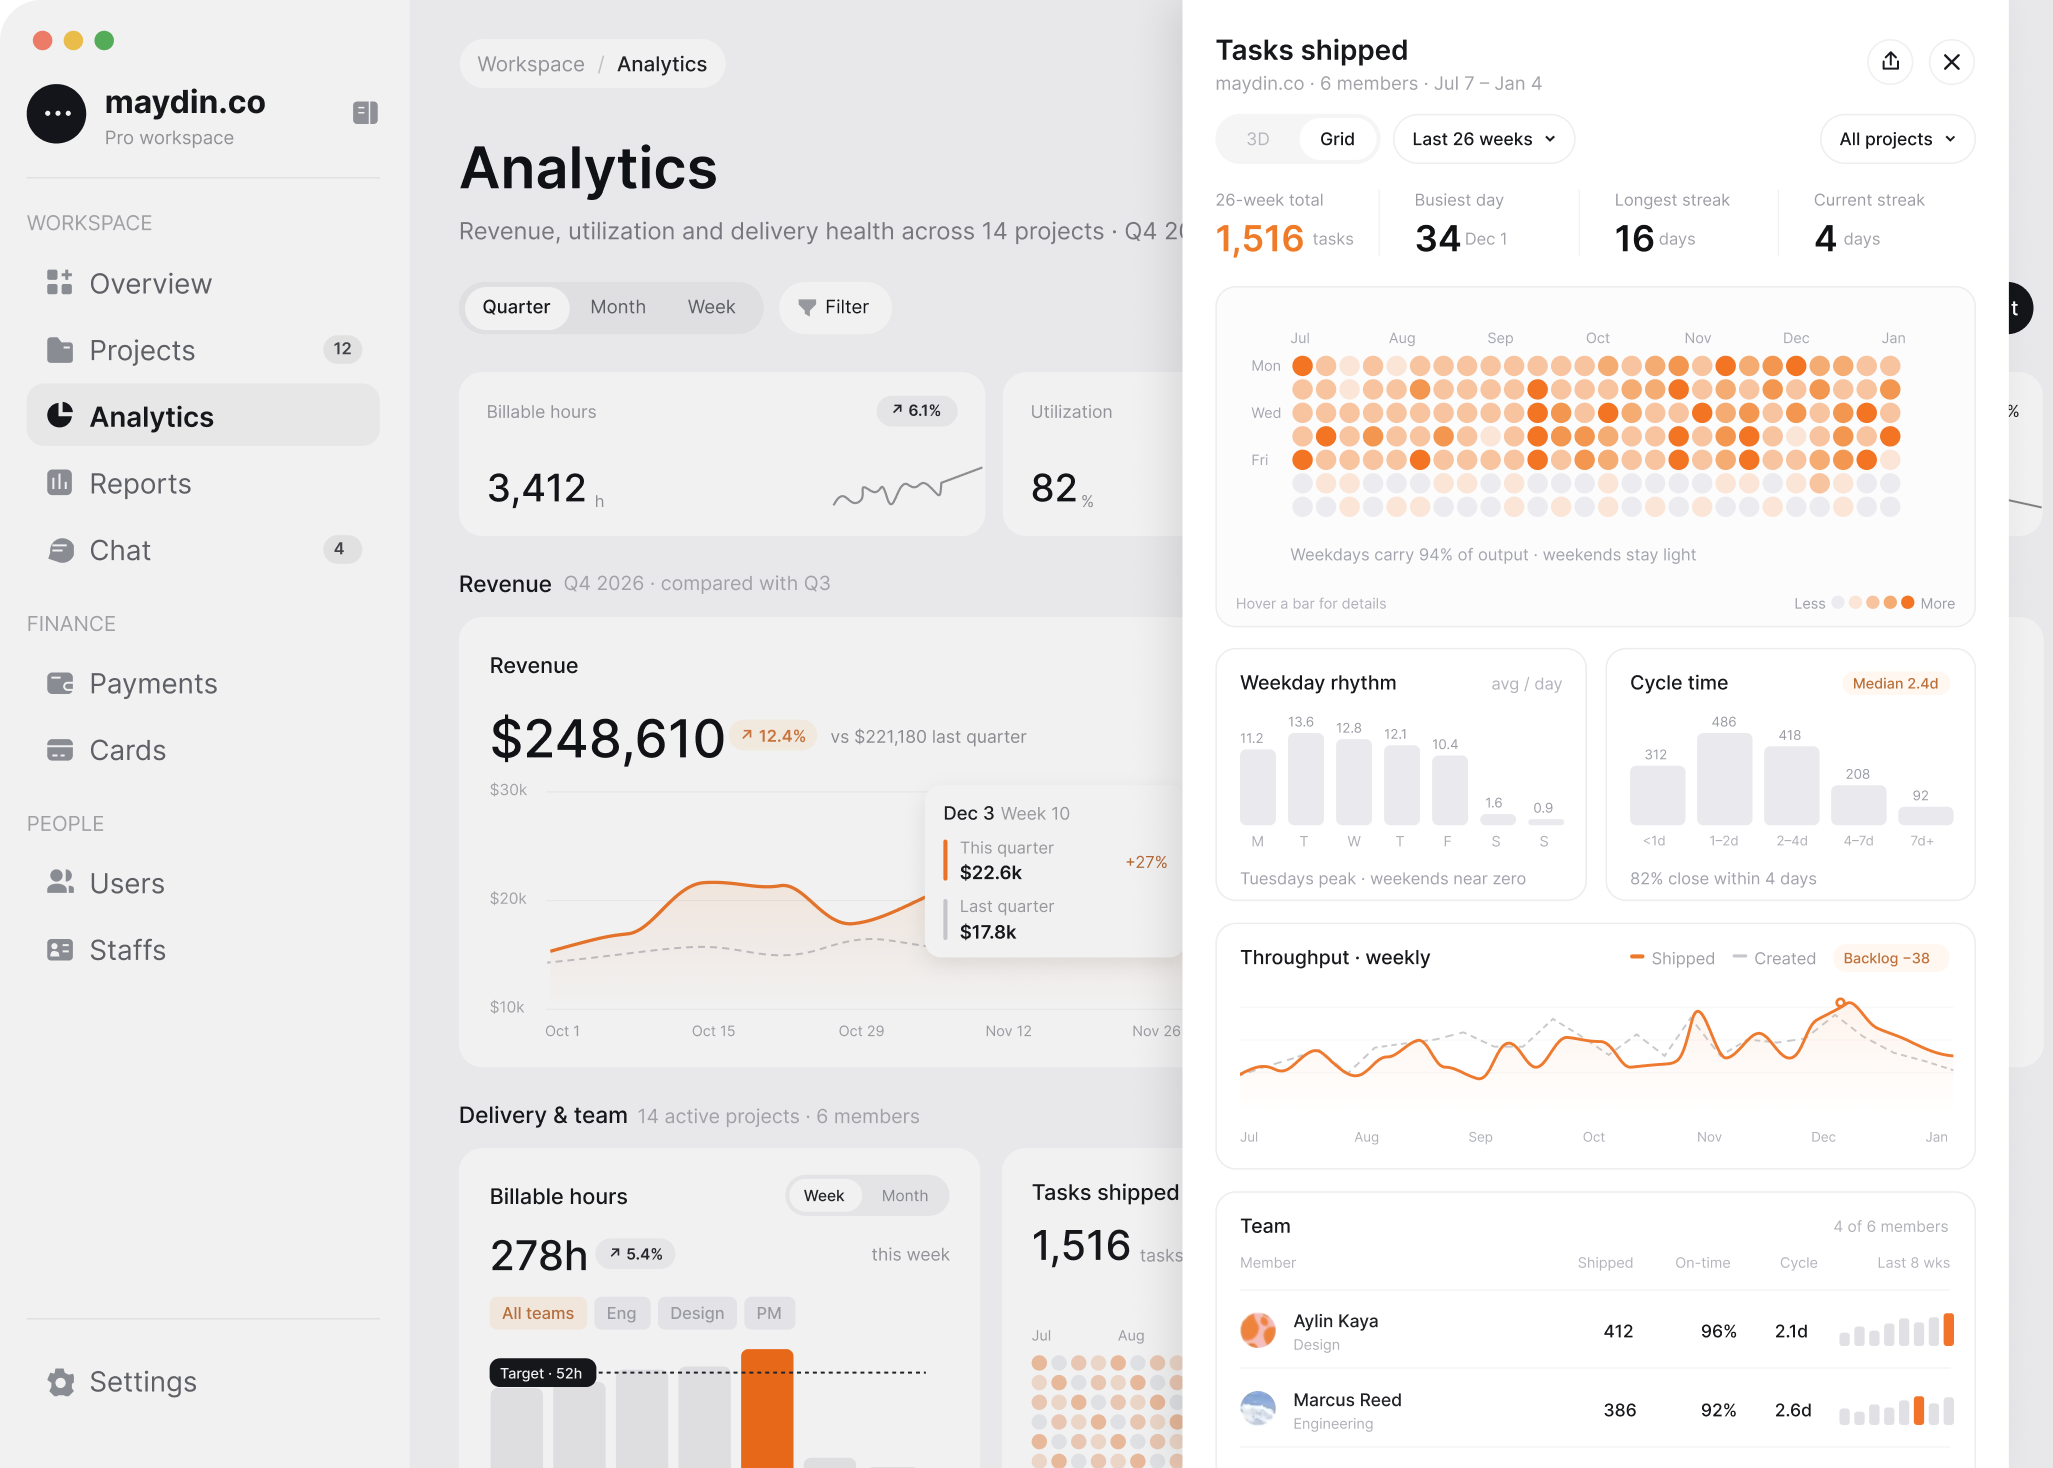 maydin.co
Pro workspace
WORKSPACE
Overview
Projects 12
Analytics
Reports
Chat 4
FINANCE
Payments
Cards
PEOPLE
Users
Staffs
Settings
Workspace / Analytics
Analytics
Revenue, utilization and delivery health across 14 projects · Q4
Quarter Month Week Filter
Billable hours ↗ 6.1%
3,412 h
Utilization
82 %
%
t
Revenue Q4 2026 · compared with Q3
Revenue
$248,610 ↗ 12.4% vs $221,180 last quarter
$30k
$20k
$10k
Oct 1 Oct 15 Oct 29 Nov 12 Nov 26
Dec 3 Week 10
This quarter
$22.6k
+27%
Last quarter
$17.8k
Delivery & team 14 active projects · 6 members
Billable hours Week Month
278h ↗ 5.4% this week
All teams Eng Design PM
Target · 52h
Tasks shipped
1,516 tasks
Jul Aug
Tasks shipped
maydin.co · 6 members · Jul 7 – Jan 4
3D Grid Last 26 weeks All projects
26-week total Busiest day Longest streak Current streak
1,516 tasks 34 Dec 1 16 days 4 days
Jul Aug Sep Oct Nov Dec Jan
Mon
Wed
Fri
Weekdays carry 94% of output · weekends stay light
Hover a bar for details Less More
Weekday rhythm avg / day
11.2 13.6 12.8 12.1 10.4 1.6 0.9
M T W T F S S
Tuesdays peak · weekends near zero
Cycle time Median 2.4d
312 486 418 208 92
<1d 1–2d 2–4d 4–7d 7d+
82% close within 4 days
Throughput · weekly Shipped Created Backlog −38
Jul Aug Sep Oct Nov Dec Jan
Team 4 of 6 members
Member Shipped On-time Cycle Last 8 wks
Aylin Kaya
Design
412 96% 2.1d
Marcus Reed
Engineering
386 92% 2.6d